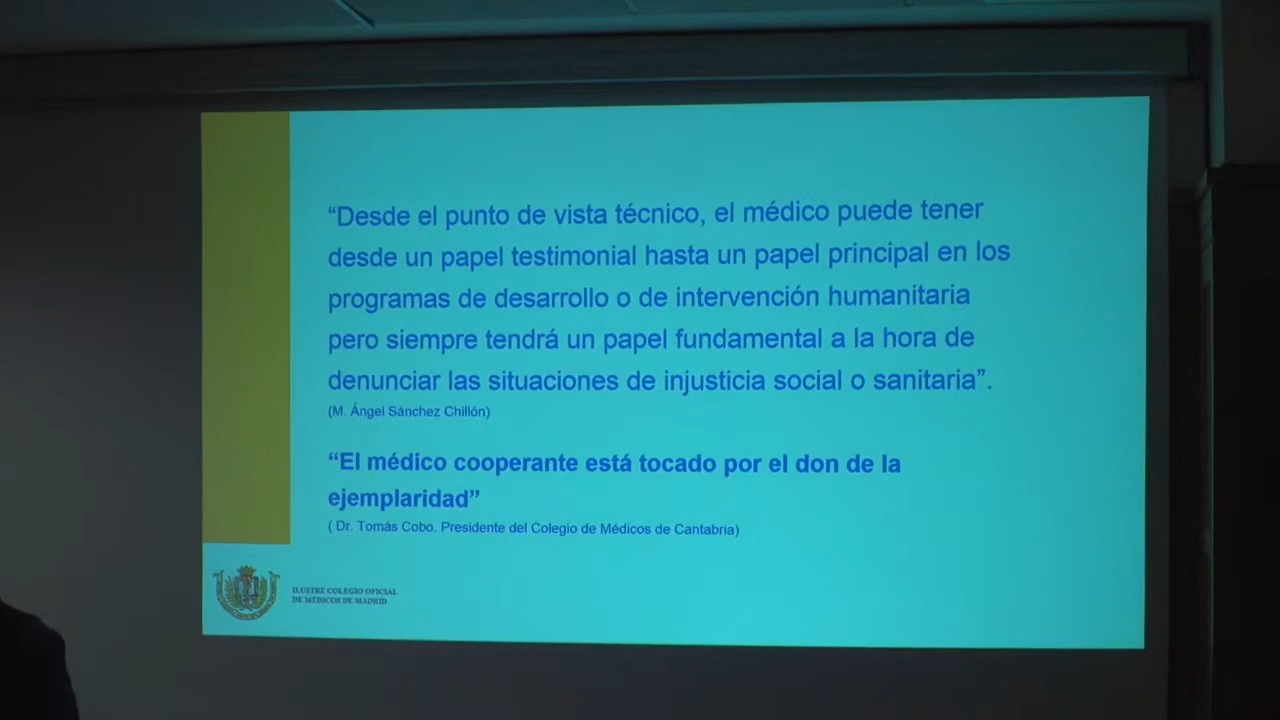 “Desde el punto de vista técnico, el médico puede tener
desde un papel testimonial hasta un papel principal en los
programas de desarrollo o de intervención humanitaria
pero siempre tendrá un papel fundamental a la hora de
denunciar las situaciones de injusticia social o sanitaria”.
(M. Ángel Sánchez Chillón)
“El médico cooperante está tocado por el don de la
ejemplaridad”
( Dr. Tomás Cobo. Presidente del Colegio de Médicos de Cantabria)
ILUSTRE COLEGIO OFICIAL
DE MÉDICOS DE MADRID